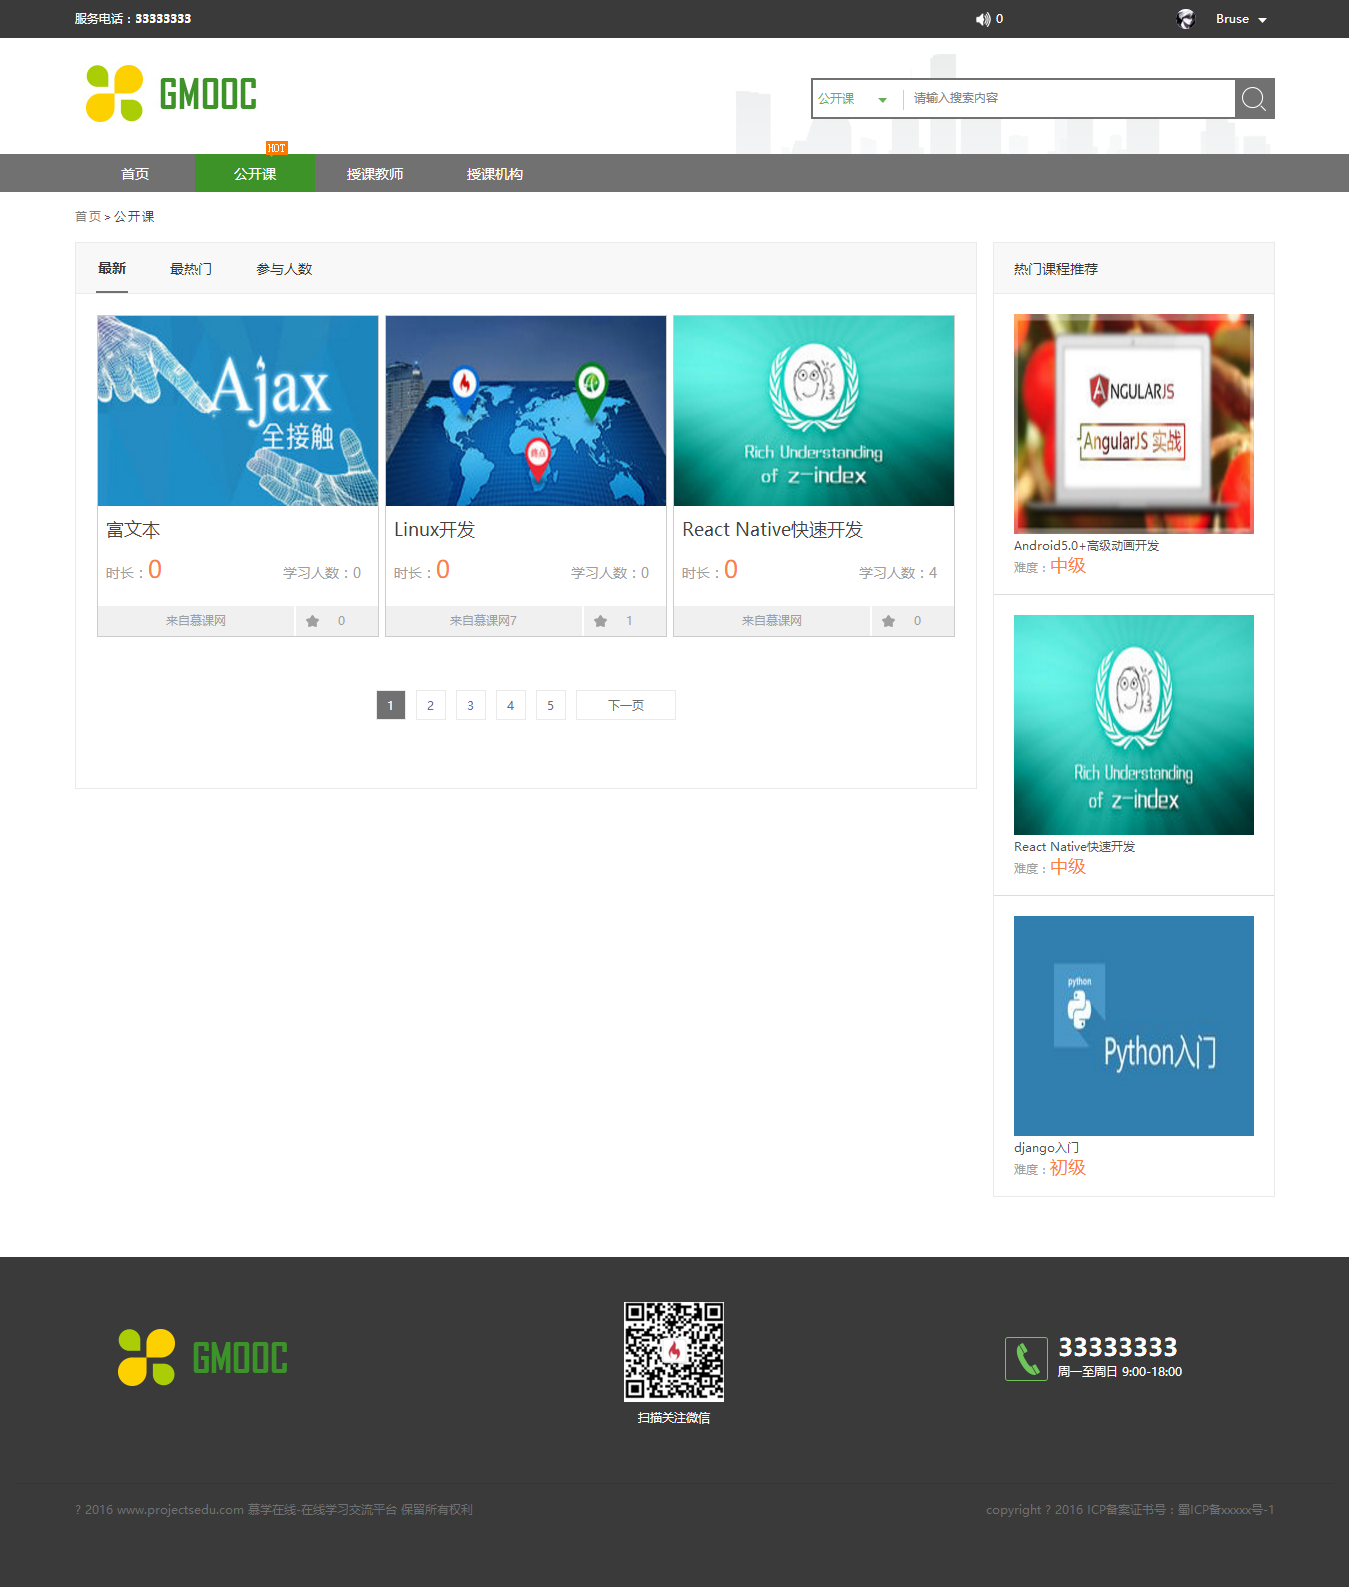 服务电话：33333333
0
Bruse
GMOOC
公开课
请输入搜索内容
HOT
首页
公开课
授课教师
授课机构
首页 > 公开课
最新
最热门
参与人数
热门课程推荐
Ajax
全接触
终点
Rich Understanding
of z-index
富文本
Linux开发
React Native快速开发
时长：0
学习人数：0
时长：0
学习人数：0
时长：0
学习人数：4
来自慕课网
0
来自慕课网7
1
来自慕课网
0
1
2
3
4
5
下一页
ANGULARJS
AngularJS 实战
Android5.0+高级动画开发
难度：中级
Rich Understanding
of z-index
React Native快速开发
难度：中级
python
Python入门
django入门
难度：初级
GMOOC
扫描关注微信
33333333
周一至周日 9:00-18:00
? 2016 www.projectsedu.com 慕学在线-在线学习交流平台 保留所有权利
copyright ? 2016 ICP备案证书号：蜀ICP备xxxxx号-1